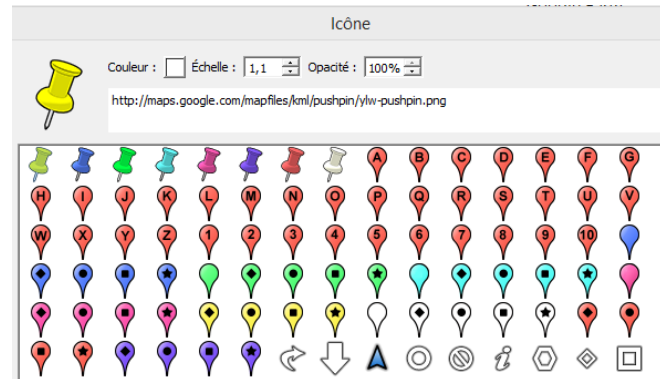 Icône
Couleur : Échelle : 1,1 Opacité : 100%
http://maps.google.com/mapfiles/kml/pushpin/ylw-pushpin.png
A B C D E F G
H I J K L M N O P Q R S T U V
W X Y Z 1 2 3 4 5 6 7 8 9 10
i